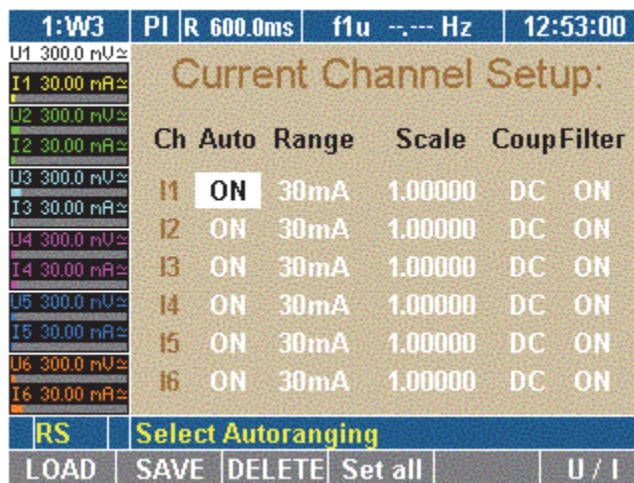 1:W3 PI R 600.0ms f1u --.--- Hz 12:53:00
U1 300.0 mV≃
I1 30.00 mA≃
U2 300.0 mV≃
I2 30.00 mA≃
U3 300.0 mV≃
I3 30.00 mA≃
U4 300.0 mV≃
I4 30.00 mA≃
U5 300.0 mV≃
I5 30.00 mA≃
U6 300.0 mV≃
I6 30.00 mA≃
Current Channel Setup:
Ch Auto Range Scale Coup Filter
I1 ON 30mA 1.00000 DC ON
I2 ON 30mA 1.00000 DC ON
I3 ON 30mA 1.00000 DC ON
I4 ON 30mA 1.00000 DC ON
I5 ON 30mA 1.00000 DC ON
I6 ON 30mA 1.00000 DC ON
RS Select Autoranging
LOAD SAVE DELETE Set all U / I